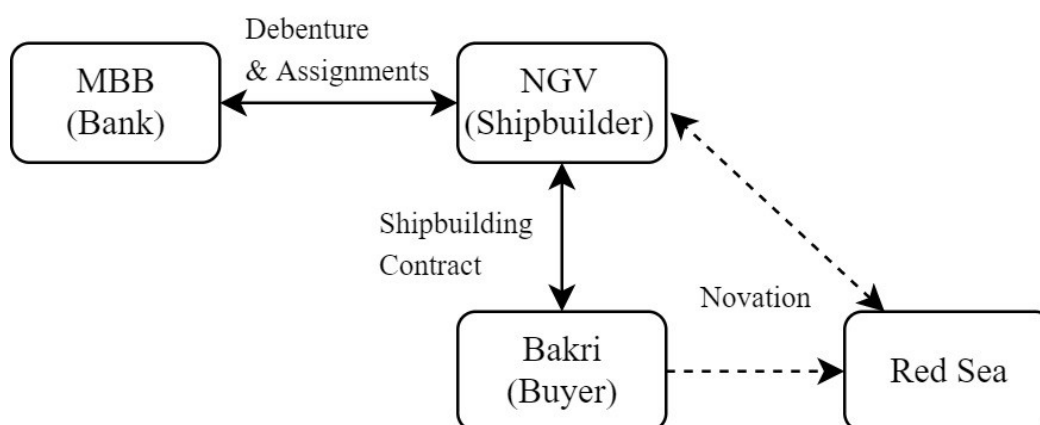 Debenture
& Assignments
MBB
(Bank)
NGV
(Shipbuilder)
Shipbuilding
Contract
Novation
Bakri
(Buyer)
Red Sea